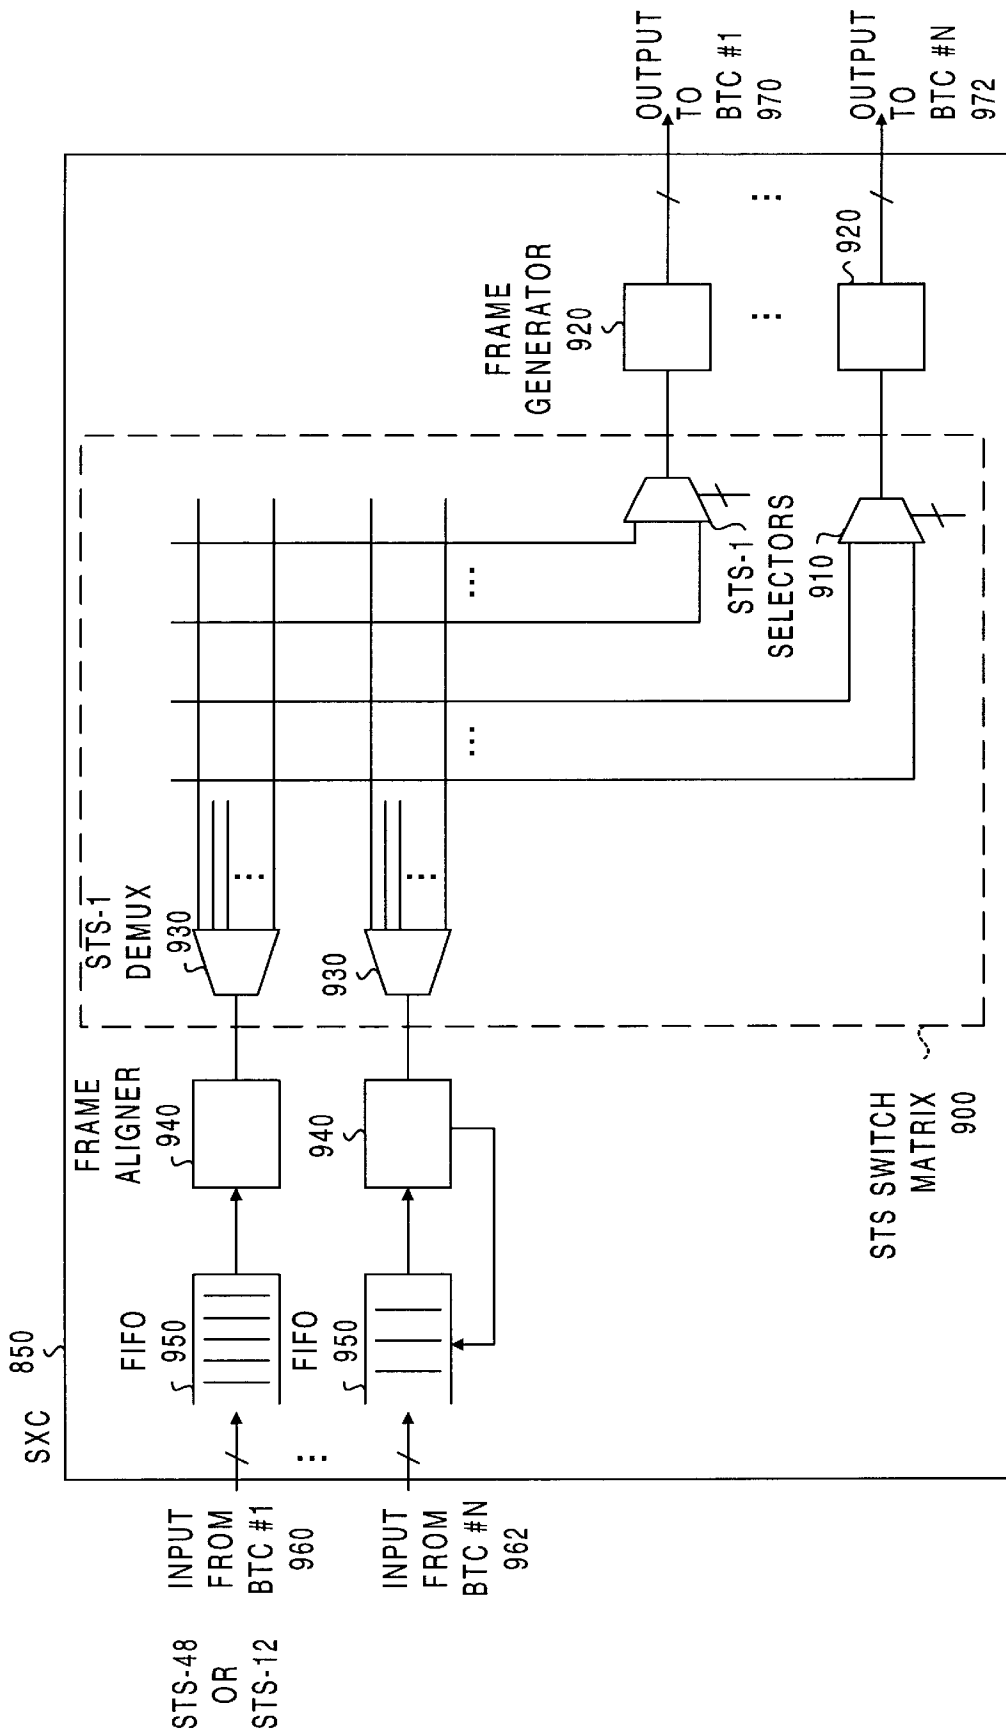 SXC
850
STS-48
OR
STS-12
INPUT
FROM
BTC #1
960
...
INPUT
FROM
BTC #N
962
FIFO
950
FIFO
950
FRAME
ALIGNER
940
940
STS-1
DEMUX
930
930
...
...
...
...
STS SWITCH
MATRIX
900
STS-1
SELECTORS
910
FRAME
GENERATOR
920
...
920
...
OUTPUT
TO
BTC #1
970
OUTPUT
TO
BTC #N
972